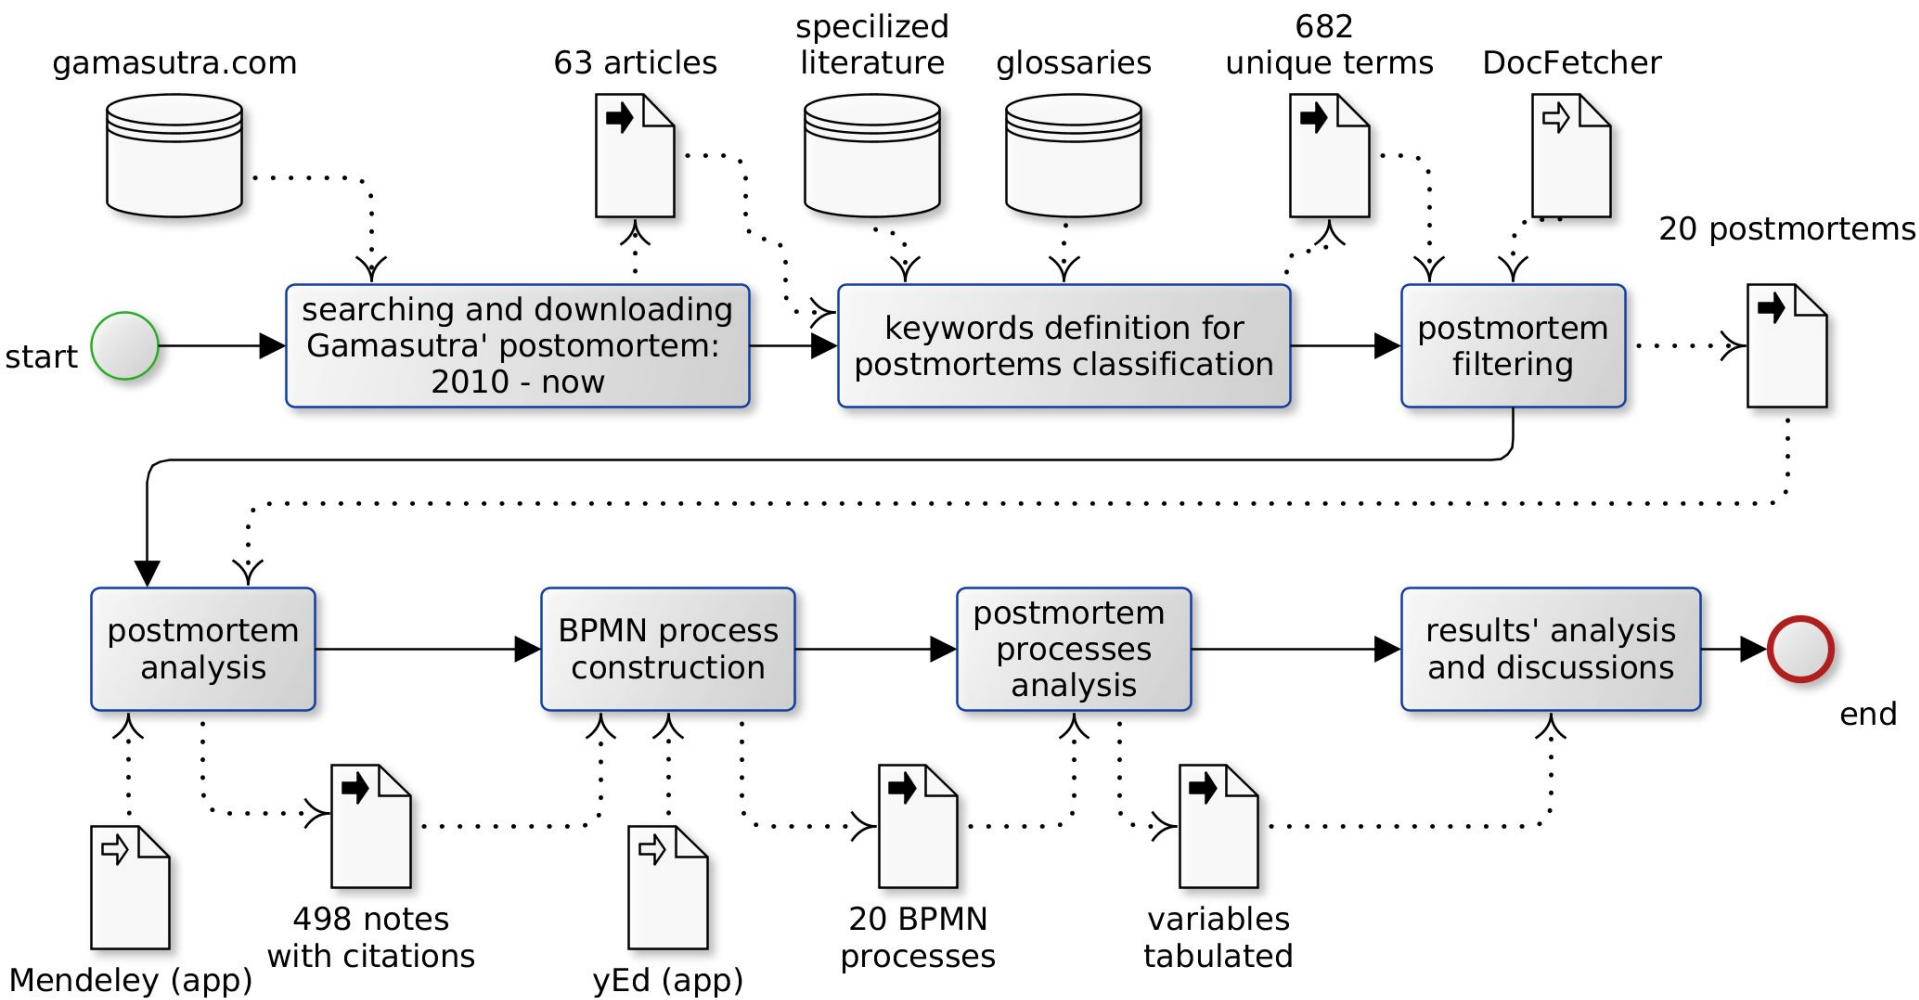 gamasutra.com
63 articles
specilized
literature
glossaries
682
unique terms
DocFetcher
20 postmortems
start
searching and downloading
Gamasutra' postomortem:
2010 - now
keywords definition for
postmortems classification
postmortem
filtering
postmortem
analysis
BPMN process
construction
postmortem
processes
analysis
results' analysis
and discussions
end
Mendeley (app)
498 notes
with citations
yEd (app)
20 BPMN
processes
variables
tabulated